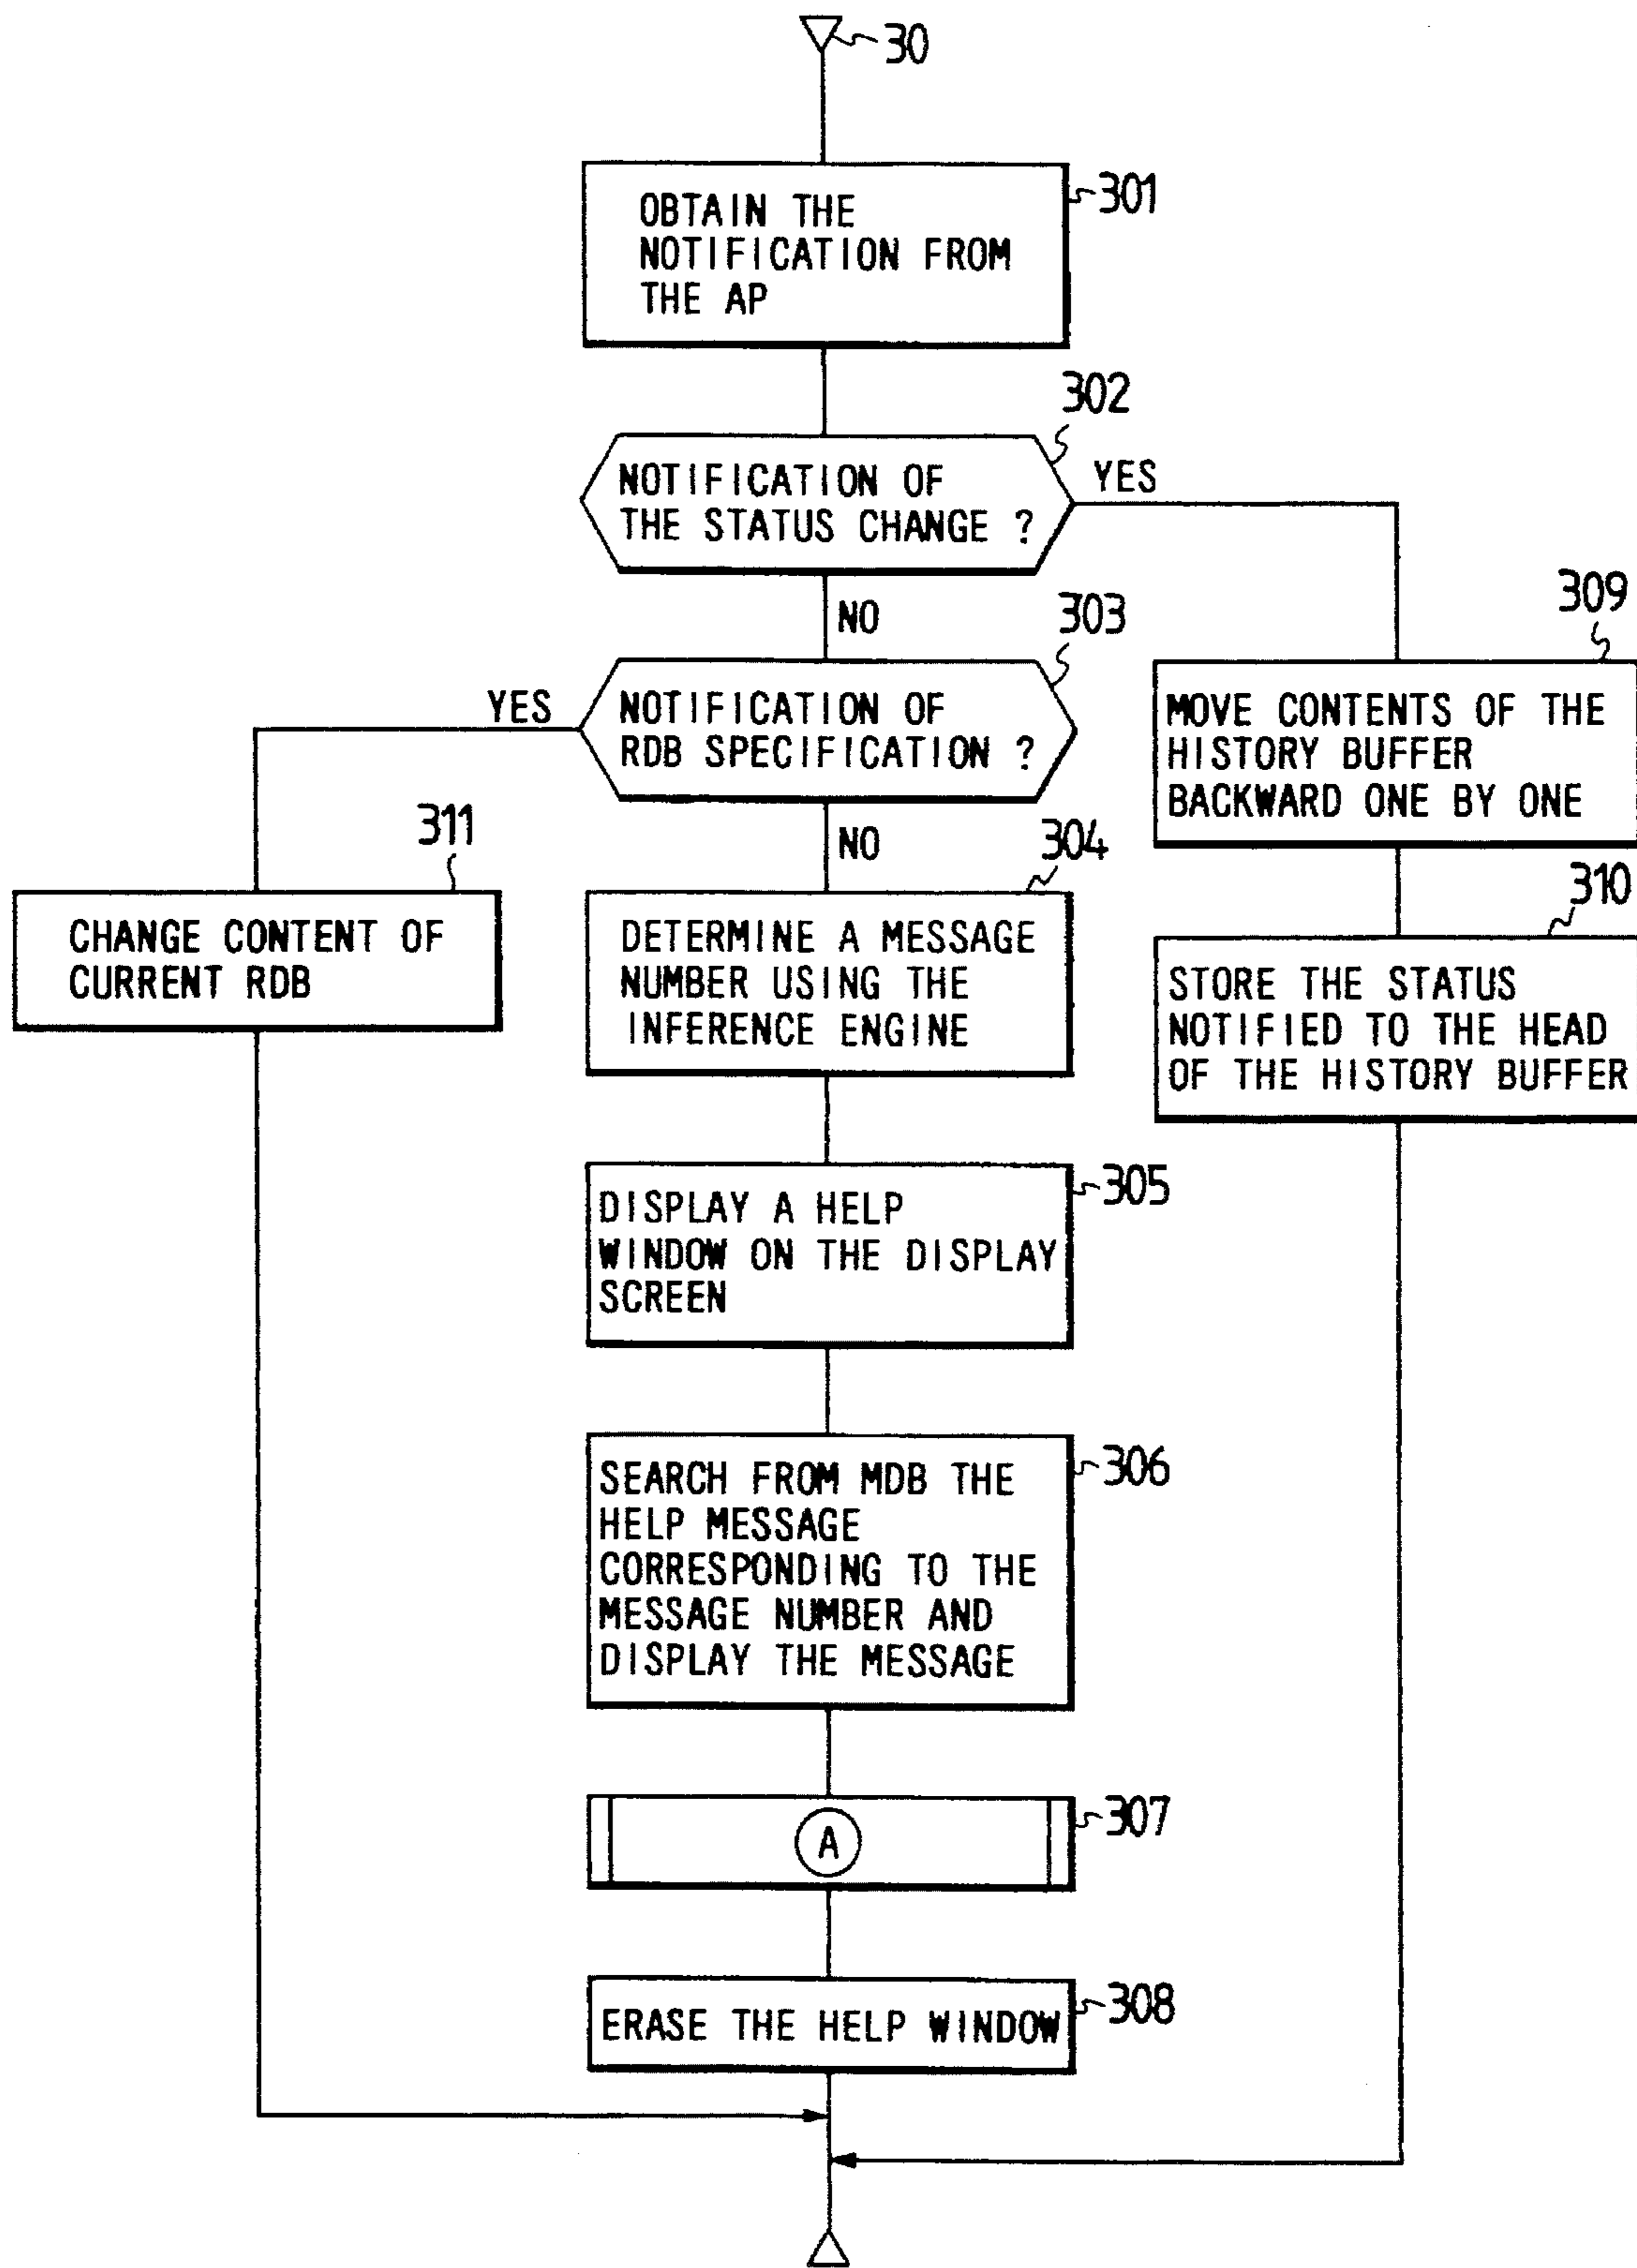 30
301
OBTAIN THE
NOTIFICATION FROM
THE AP
302
NOTIFICATION OF
THE STATUS CHANGE ?
YES
NO
303
NOTIFICATION OF
RDB SPECIFICATION ?
YES
NO
309
MOVE CONTENTS OF THE
HISTORY BUFFER
BACKWARD ONE BY ONE
311
CHANGE CONTENT OF
CURRENT RDB
304
DETERMINE A MESSAGE
NUMBER USING THE
INFERENCE ENGINE
310
STORE THE STATUS
NOTIFIED TO THE HEAD
OF THE HISTORY BUFFER
305
DISPLAY A HELP
WINDOW ON THE DISPLAY
SCREEN
306
SEARCH FROM MDB THE
HELP MESSAGE
CORRESPONDING TO THE
MESSAGE NUMBER AND
DISPLAY THE MESSAGE
307
A
308
ERASE THE HELP WINDOW